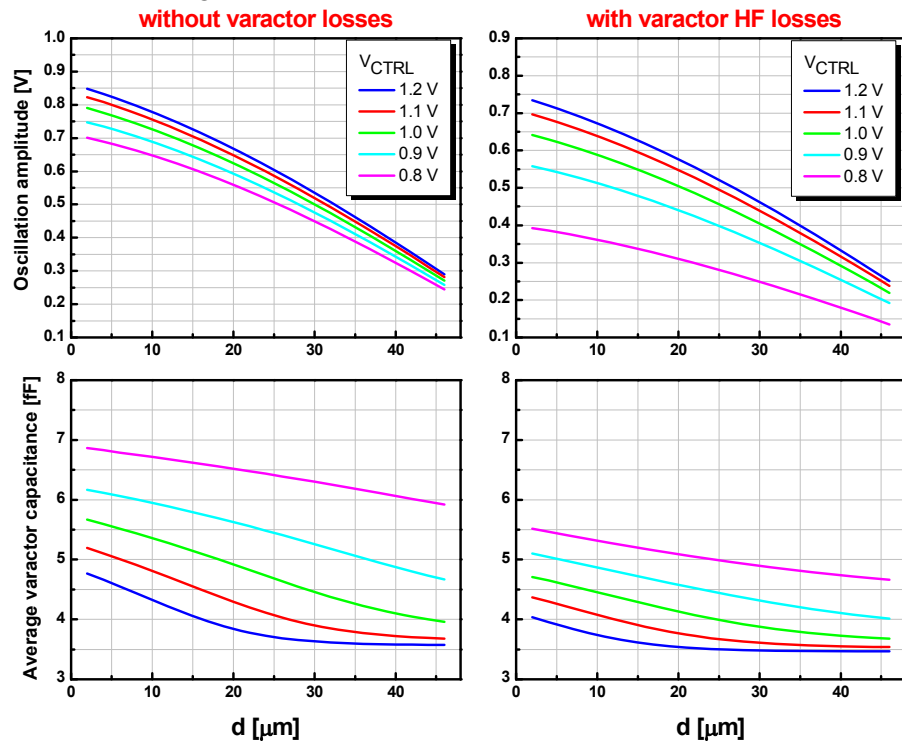 without varactor losses
with varactor HF losses
Oscillation amplitude [V]
1.0
0.9
0.8
0.7
0.6
0.5
0.4
0.3
0.2
0.1
0
10
20
30
40
V_CTRL
1.2 V
1.1 V
1.0 V
0.9 V
0.8 V
0.9
0.8
0.7
0.6
0.5
0.4
0.3
0.2
0.1
0
10
20
30
40
V_CTRL
1.2 V
1.1 V
1.0 V
0.9 V
0.8 V
Average varactor capacitance [fF]
8
7
6
5
4
3
0
10
20
30
40
d [μm]
8
7
6
5
4
3
0
10
20
30
40
d [μm]